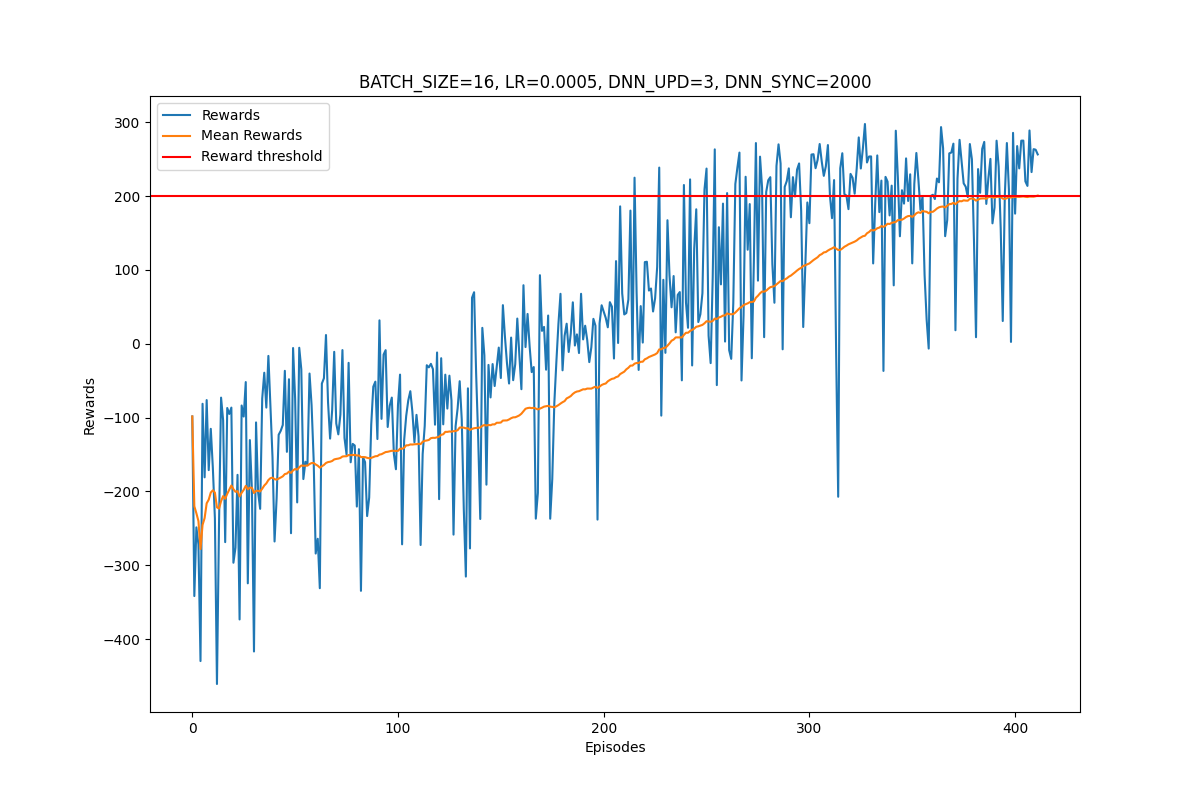 BATCH_SIZE=16, LR=0.0005, DNN_UPD=3, DNN_SYNC=2000
Rewards
Mean Rewards
Reward threshold
300
200
100
0
−100
−200
−300
−400
Rewards
0
100
200
300
400
Episodes